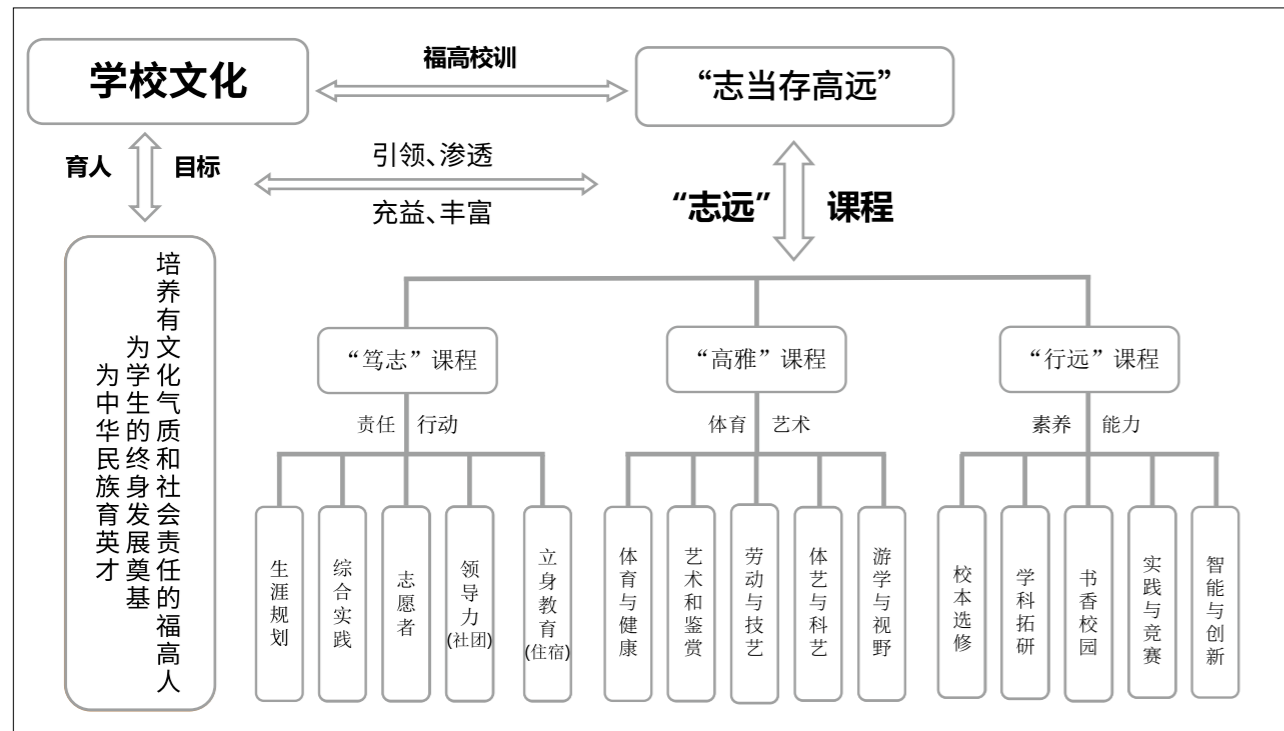 学校文化
福高校训
“志当存高远”
育人
目标
引领、渗透
充益、丰富
“志远”
课程
培养有文化气质和社会责任的福高人
为学生的终身发展奠基
为中华民族育英才
“笃志”课程
“高雅”课程
“行远”课程
责任
行动
体育
艺术
素养
能力
生涯规划
综合实践
志愿者
领导力
(社团)
立身教育
(住宿)
体育与健康
艺术和鉴赏
劳动与技艺
体艺与科艺
游学与视野
校本选修
学科拓研
书香校园
实践与竞赛
智能与创新